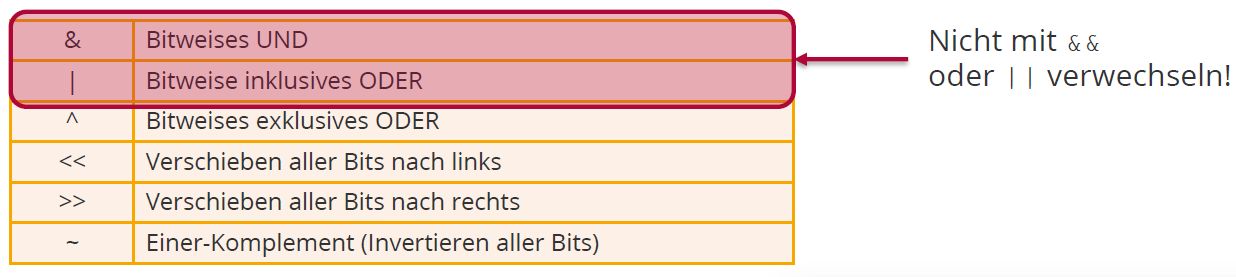 & Bitweises UND
| Bitweise inklusives ODER
^ Bitweises exklusives ODER
<< Verschieben aller Bits nach links
>> Verschieben aller Bits nach rechts
~ Einer-Komplement (Invertieren aller Bits)
Nicht mit &&
oder || verwechseln!